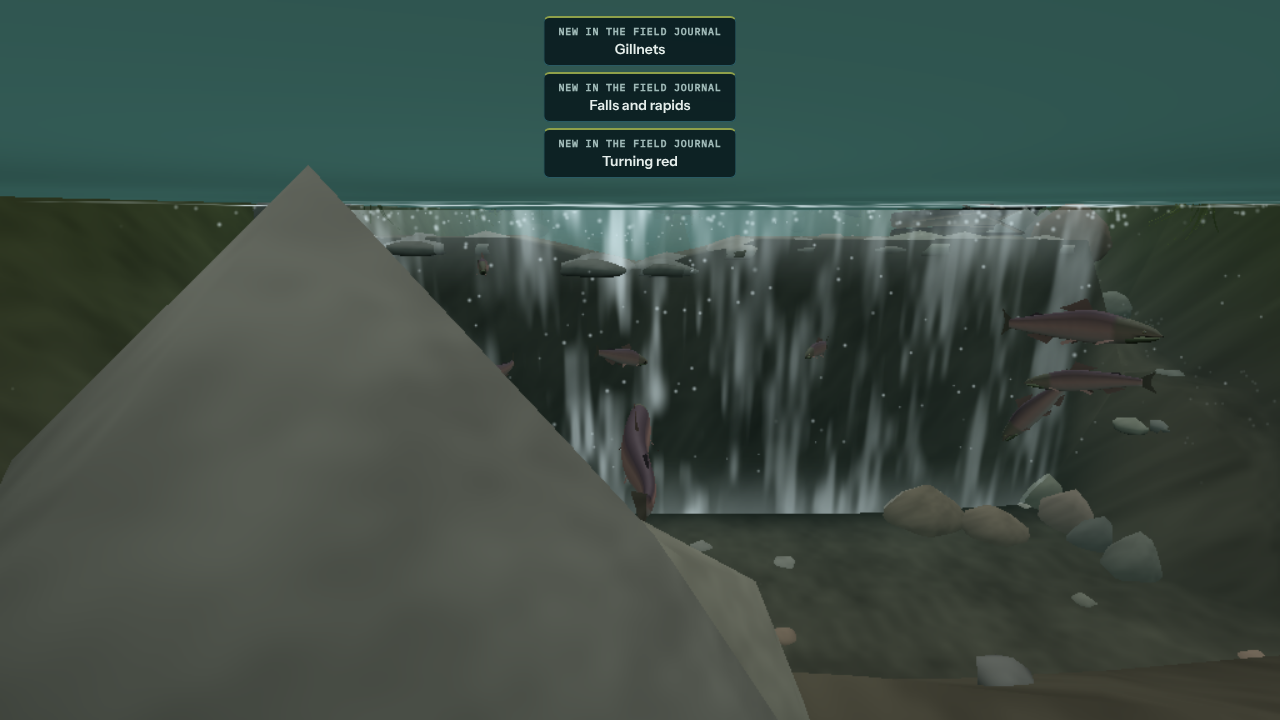 NEW IN THE FIELD JOURNAL
Gillnets
NEW IN THE FIELD JOURNAL
Falls and rapids
NEW IN THE FIELD JOURNAL
Turning red